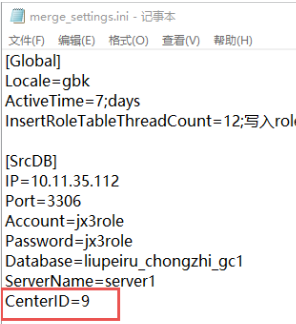 merge_settings.ini - 记事本
文件(F) 编辑(E) 格式(O) 查看(V) 帮助(H)
[Global]
Locale=gbk
ActiveTime=7;days
InsertRoleTableThreadCount=12;写入role
[SrcDB]
IP=10.11.35.112
Port=3306
Account=jx3role
Password=jx3role
Database=liupeiru_chongzhi_gc1
ServerName=server1
CenterID=9